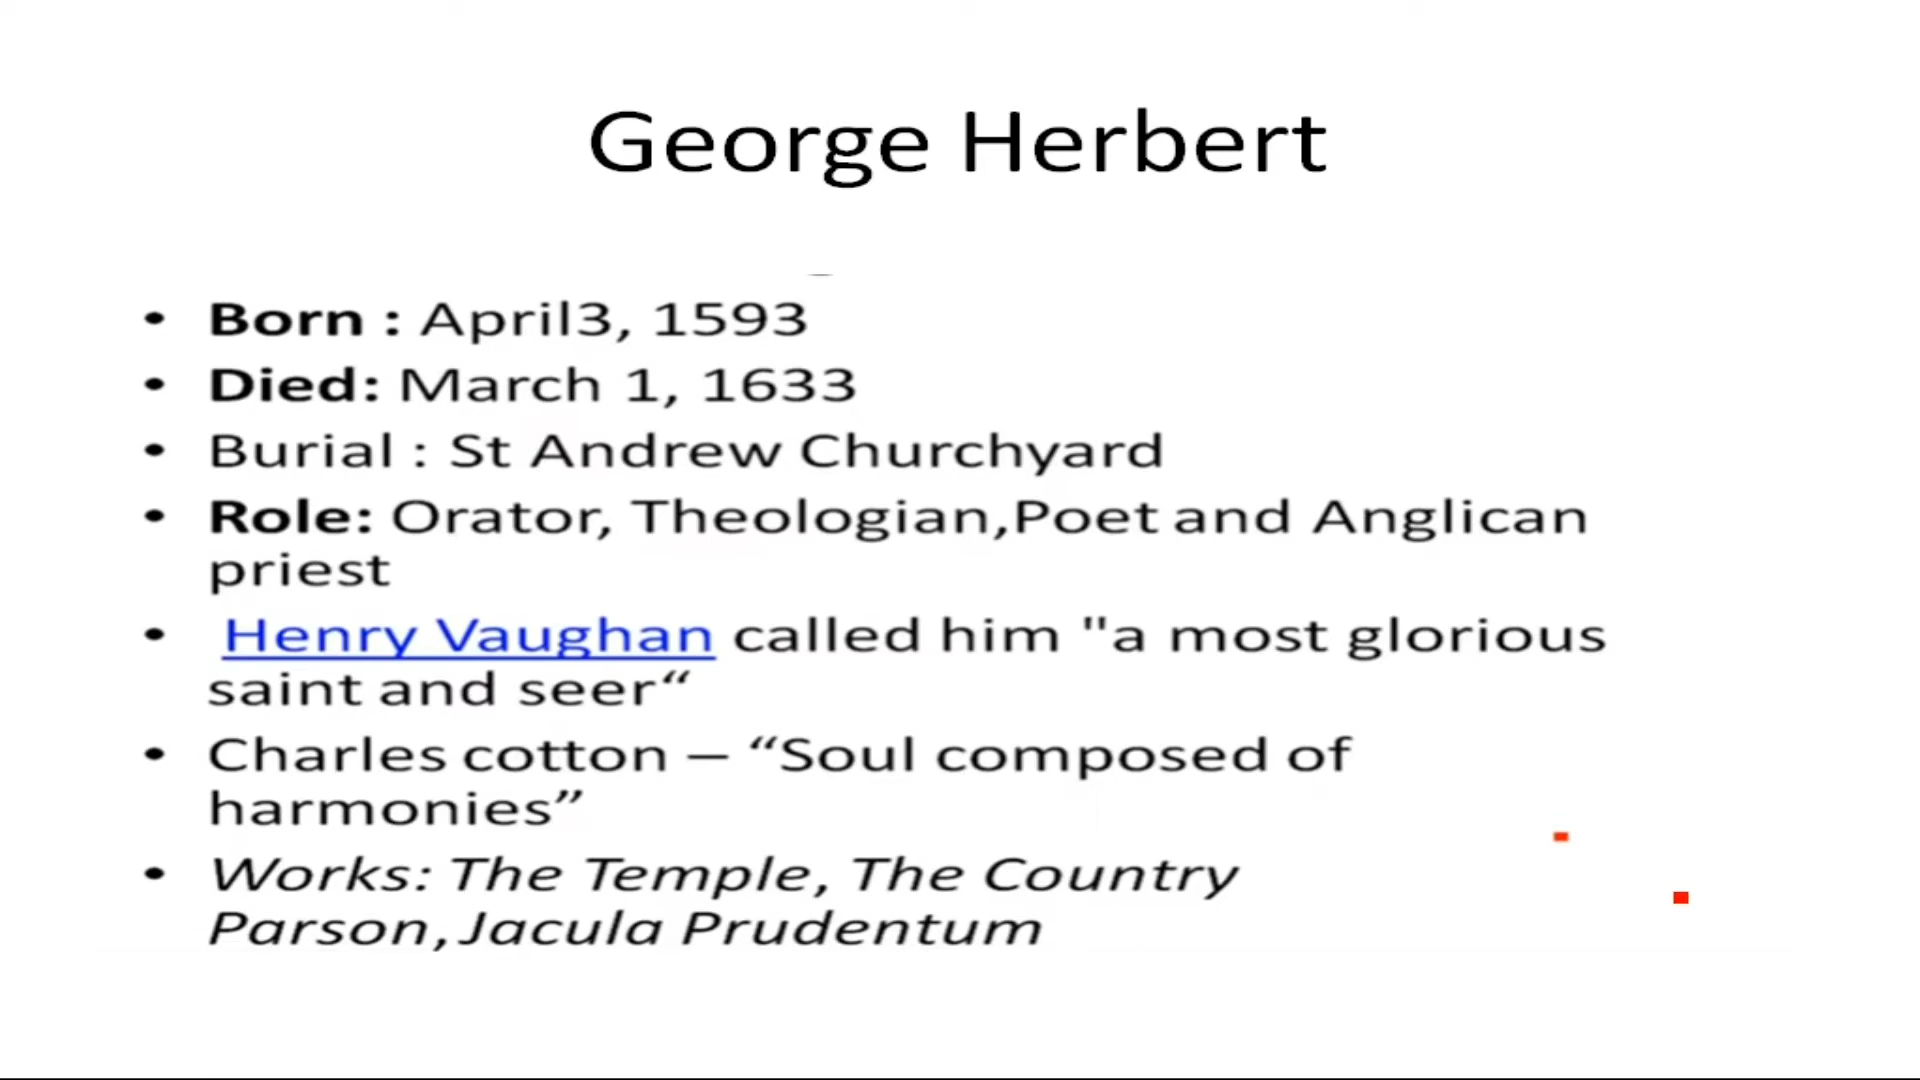 George Herbert
• Born : April3, 1593
• Died: March 1, 1633
• Burial : St Andrew Churchyard
• Role: Orator, Theologian,Poet and Anglican
priest
• Henry Vaughan called him "a most glorious
saint and seer“
• Charles cotton – “Soul composed of
harmonies”
• Works: The Temple, The Country
Parson,Jacula Prudentum